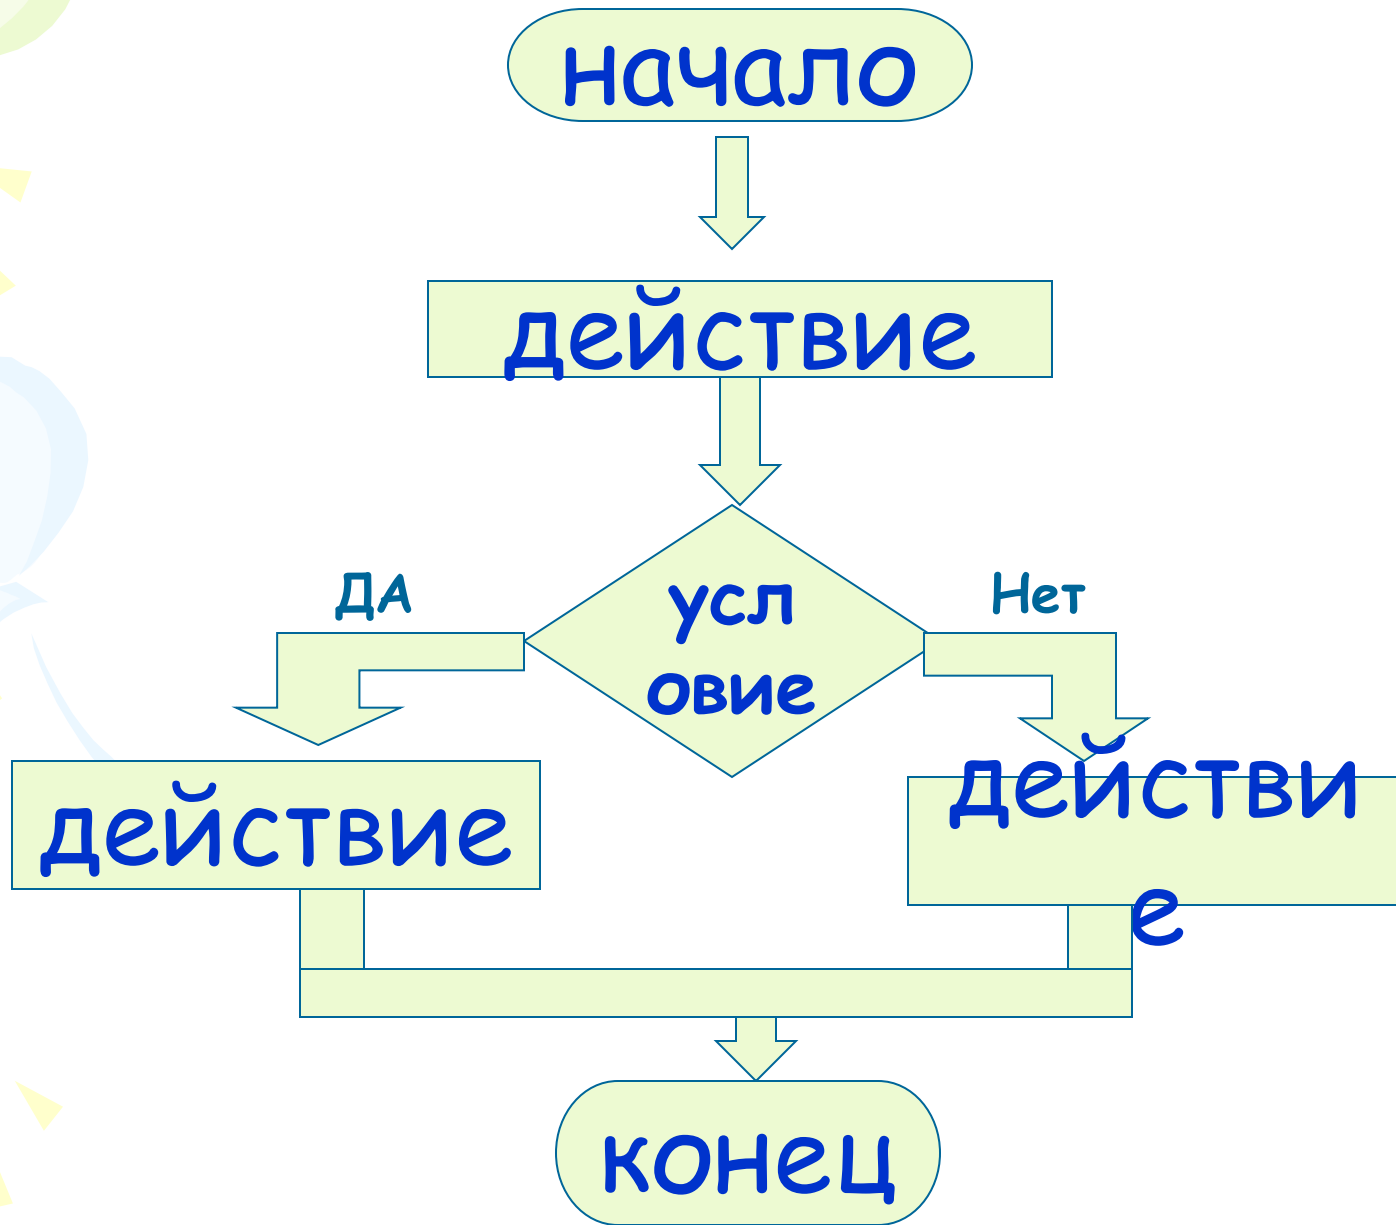 начало
действие
ДА
Нет
усл
овие
действие
действи
е
конец